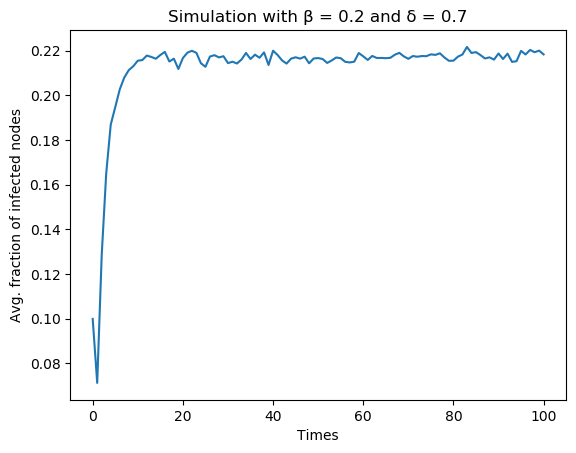 Simulation with β = 0.2 and δ = 0.7
0.22
0.20
0.18
0.16
0.14
0.12
0.10
0.08
Avg. fraction of infected nodes
0 20 40 60 80 100
Times